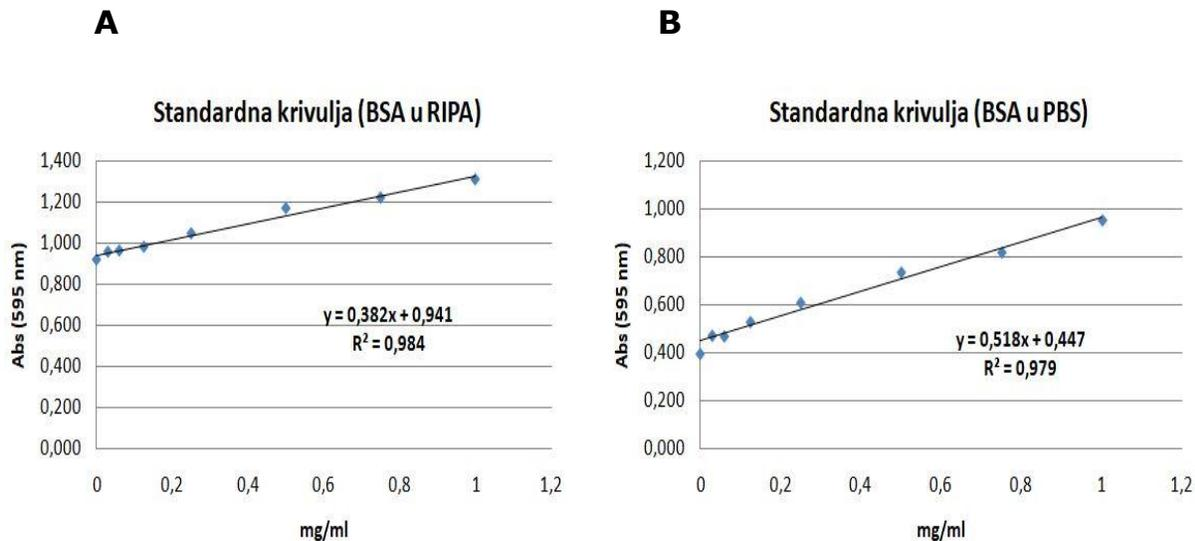 A
Standardna krivulja (BSA u RIPA)
1,400
1,200
1,000
0,800
0,600
0,400
0,200
0,000
Abs (595 nm)
y = 0,382x + 0,941
R² = 0,984
0 0,2 0,4 0,6 0,8 1 1,2
mg/ml
B
Standardna krivulja (BSA u PBS)
1,200
1,000
0,800
0,600
0,400
0,200
0,000
Abs (595 nm)
y = 0,518x + 0,447
R² = 0,979
0 0,2 0,4 0,6 0,8 1 1,2
mg/ml